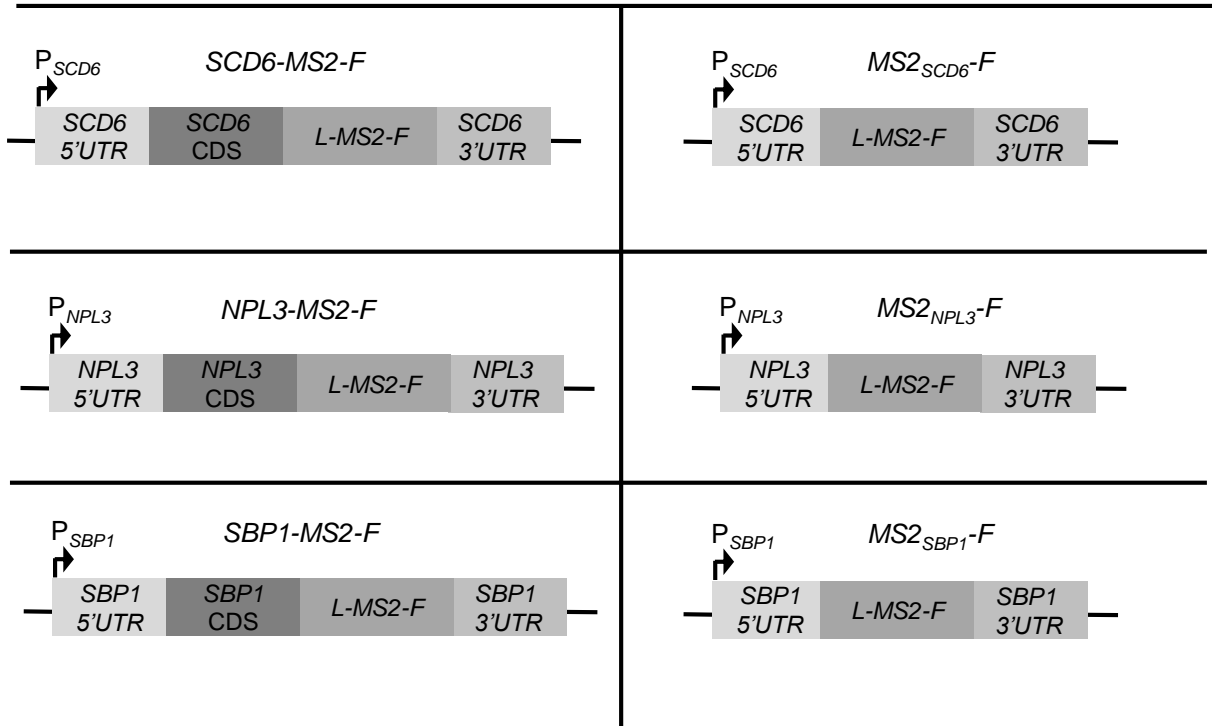 P_SCD6 SCD6-MS2-F
SCD6 SCD6 L-MS2-F SCD6
5’UTR CDS 3’UTR
P_SCD6 MS2_SCD6-F
SCD6 L-MS2-F SCD6
5’UTR 3’UTR
P_NPL3 NPL3-MS2-F
NPL3 NPL3 L-MS2-F NPL3
5’UTR CDS 3’UTR
P_NPL3 MS2_NPL3-F
NPL3 L-MS2-F NPL3
5’UTR 3’UTR
P_SBP1 SBP1-MS2-F
SBP1 SBP1 L-MS2-F SBP1
5’UTR CDS 3’UTR
P_SBP1 MS2_SBP1-F
SBP1 L-MS2-F SBP1
5’UTR 3’UTR